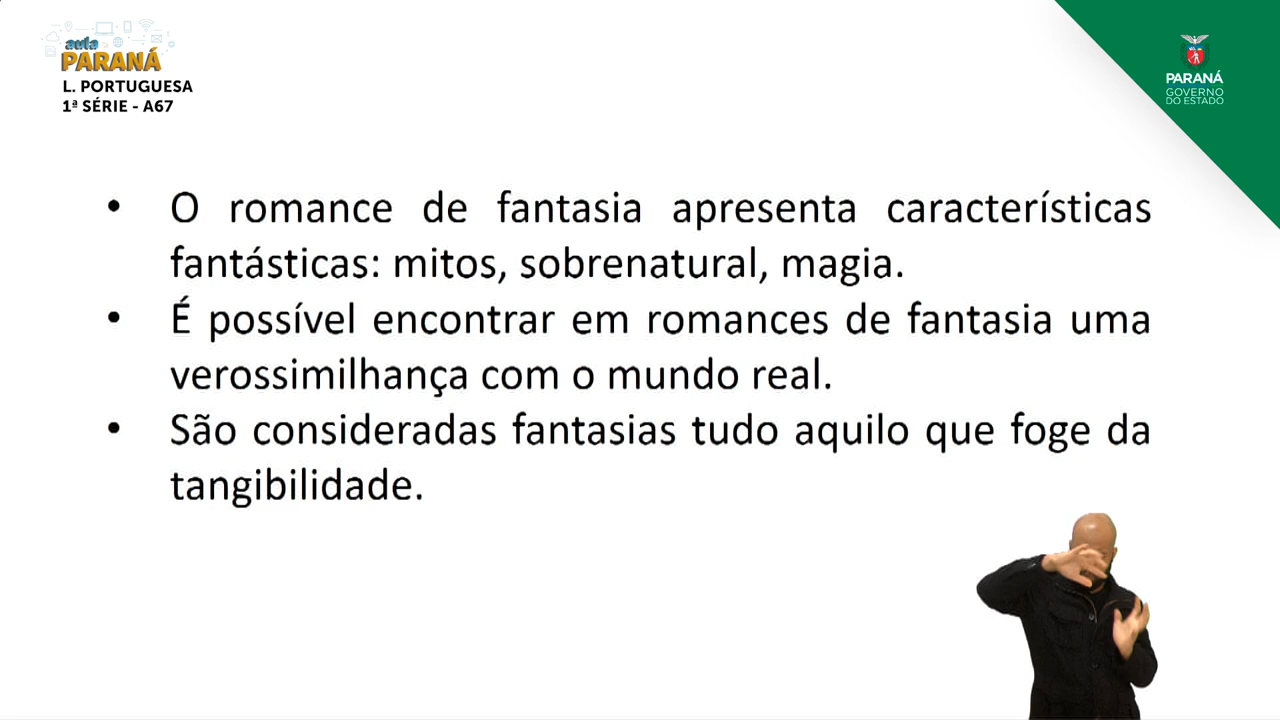 aula
PARANÁ
L. PORTUGUESA
1ª SÉRIE - A67
PARANÁ
GOVERNO
DO ESTADO
• O romance de fantasia apresenta características
fantásticas: mitos, sobrenatural, magia.
• É possível encontrar em romances de fantasia uma
verossimilhança com o mundo real.
• São consideradas fantasias tudo aquilo que foge da
tangibilidade.